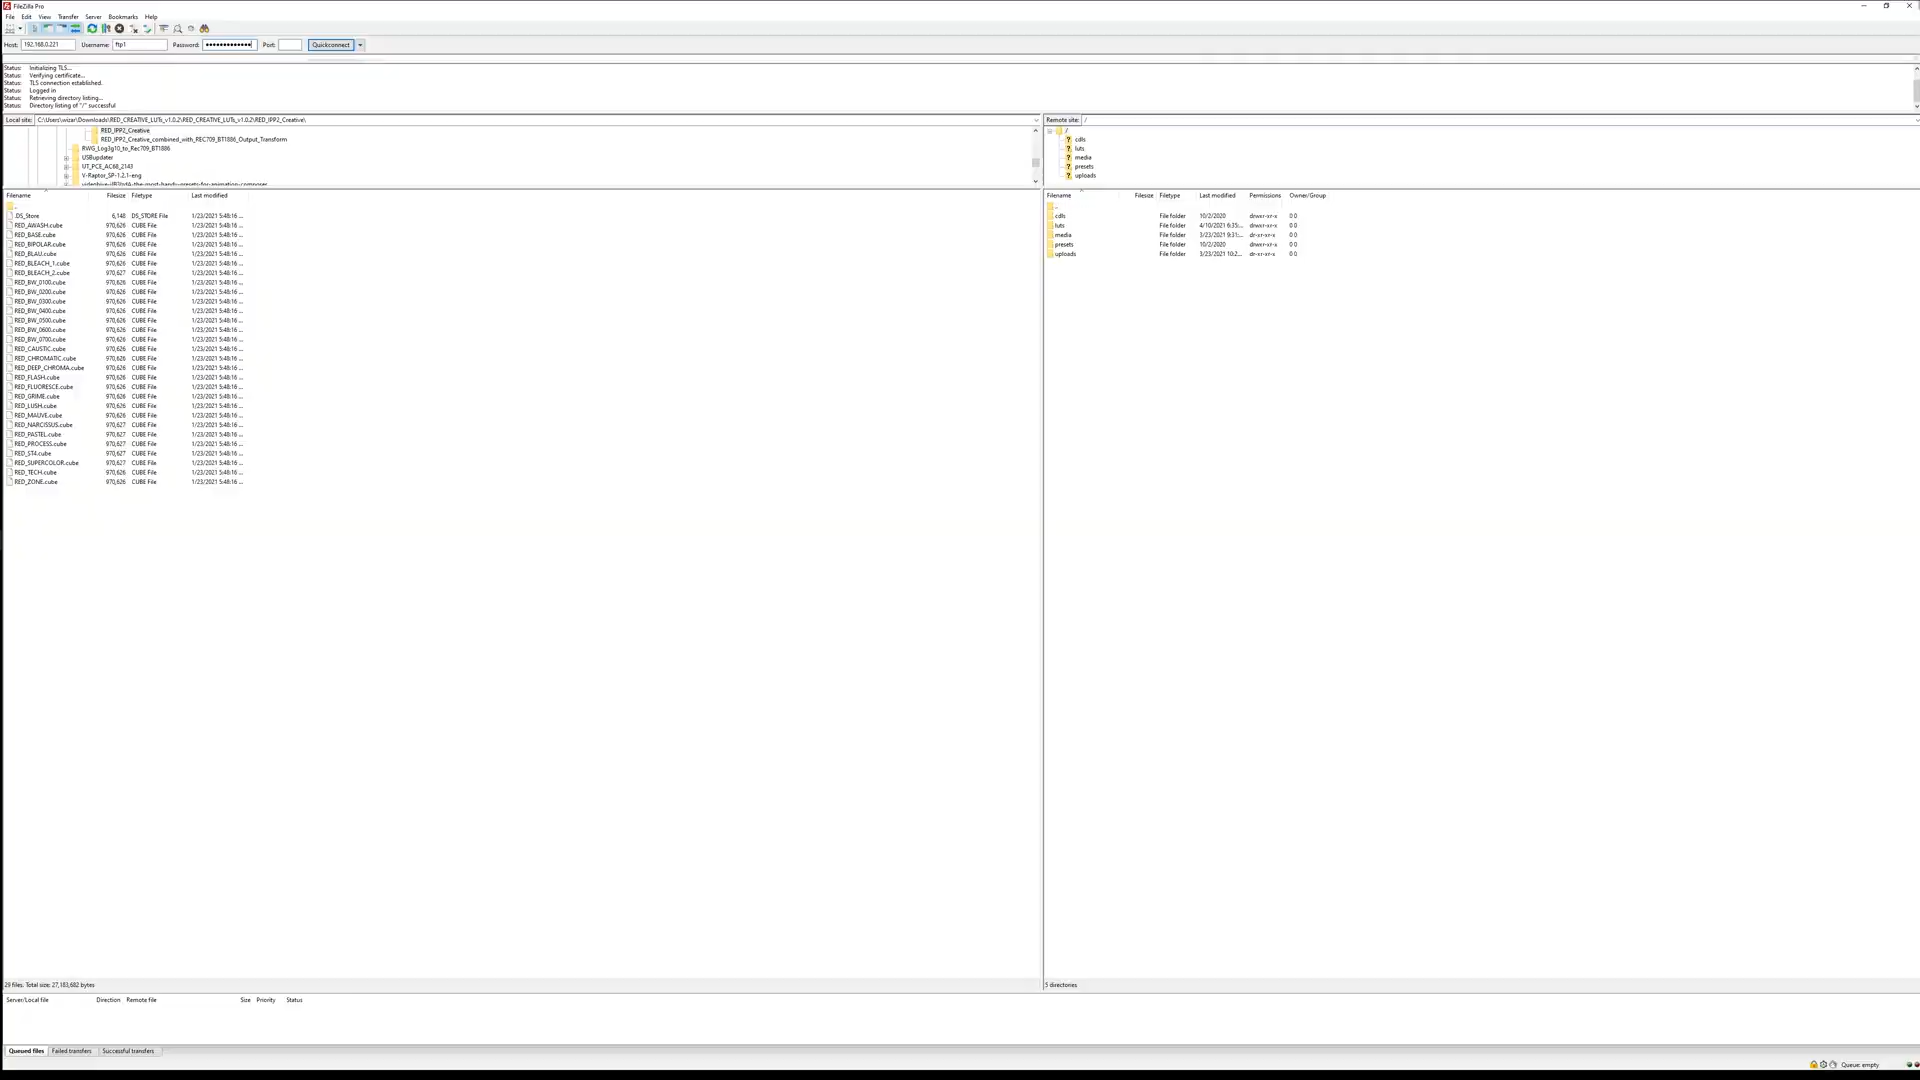 FileZilla Pro
File Edit View Transfer Server Bookmarks Help
Host: 192.168.0.221 Username: ftp1 Password: ●●●●●●●●●●●●● Port: Quickconnect
Status: Initializing TLS...
Status: Verifying certificate...
Status: TLS connection established.
Status: Logged in
Status: Retrieving directory listing...
Status: Directory listing of "/" successful
Local site: C:\Users\wizar\Downloads\RED_CREATIVE_LUTs_v1.0.2\RED_CREATIVE_LUTs_v1.0.2\RED_IPP2_Creative\
Remote site: /
RED_IPP2_Creative
RED_IPP2_Creative_combined_with_REC709_BT1886_Output_Transform
RWG_Log3g10_to_Rec709_BT1886
USBupdater
UT_PCE_AC68_2143
V-Raptor_SP-1.2.1-eng
/
cdls
luts
media
presets
uploads
Filename Filesize Filetype Last modified
..
.DS_Store 6,148 DS_STORE File 1/23/2021 5:48:16 ...
RED_AWASH.cube 970,626 CUBE File 1/23/2021 5:48:16 ...
RED_BASE.cube 970,626 CUBE File 1/23/2021 5:48:16 ...
RED_BIPOLAR.cube 970,626 CUBE File 1/23/2021 5:48:16 ...
RED_BLAU.cube 970,626 CUBE File 1/23/2021 5:48:16 ...
RED_BLEACH_1.cube 970,626 CUBE File 1/23/2021 5:48:16 ...
RED_BLEACH_2.cube 970,627 CUBE File 1/23/2021 5:48:16 ...
RED_BW_0100.cube 970,626 CUBE File 1/23/2021 5:48:16 ...
RED_BW_0200.cube 970,626 CUBE File 1/23/2021 5:48:16 ...
RED_BW_0300.cube 970,626 CUBE File 1/23/2021 5:48:16 ...
RED_BW_0400.cube 970,626 CUBE File 1/23/2021 5:48:16 ...
RED_BW_0500.cube 970,626 CUBE File 1/23/2021 5:48:16 ...
RED_BW_0600.cube 970,626 CUBE File 1/23/2021 5:48:16 ...
RED_BW_0700.cube 970,626 CUBE File 1/23/2021 5:48:16 ...
RED_CAUSTIC.cube 970,626 CUBE File 1/23/2021 5:48:16 ...
RED_CHROMATIC.cube 970,626 CUBE File 1/23/2021 5:48:16 ...
RED_DEEP_CHROMA.cube 970,626 CUBE File 1/23/2021 5:48:16 ...
RED_FLASH.cube 970,626 CUBE File 1/23/2021 5:48:16 ...
RED_FLUORESCE.cube 970,626 CUBE File 1/23/2021 5:48:16 ...
RED_GRIME.cube 970,626 CUBE File 1/23/2021 5:48:16 ...
RED_LUSH.cube 970,626 CUBE File 1/23/2021 5:48:16 ...
RED_MAUVE.cube 970,626 CUBE File 1/23/2021 5:48:16 ...
RED_NARCISSUS.cube 970,627 CUBE File 1/23/2021 5:48:16 ...
RED_PASTEL.cube 970,627 CUBE File 1/23/2021 5:48:16 ...
RED_PROCESS.cube 970,627 CUBE File 1/23/2021 5:48:16 ...
RED_ST4.cube 970,627 CUBE File 1/23/2021 5:48:16 ...
RED_SUPERCOLOR.cube 970,627 CUBE File 1/23/2021 5:48:16 ...
RED_TECH.cube 970,626 CUBE File 1/23/2021 5:48:16 ...
RED_ZONE.cube 970,626 CUBE File 1/23/2021 5:48:16 ...
Filename Filesize Filetype Last modified Permissions Owner/Group
..
cdls File folder 10/2/2020 drwxr-xr-x 0 0
luts File folder 4/10/2021 6:35:... drwxr-xr-x 0 0
media File folder 3/23/2021 9:31:... dr-xr-xr-x 0 0
presets File folder 10/2/2020 drwxr-xr-x 0 0
uploads File folder 3/23/2021 10:2... dr-xr-xr-x 0 0
29 files. Total size: 27,183,682 bytes
5 directories
Server/Local file Direction Remote file Size Priority Status
Queued files Failed transfers Successful transfers
Queue: empty